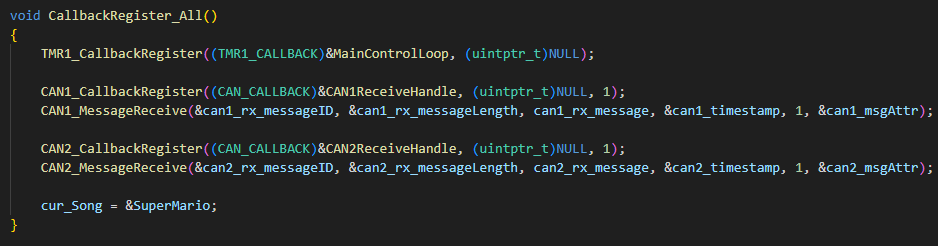 void CallbackRegister_All()
{
TMR1_CallbackRegister((TMR1_CALLBACK)&MainControlLoop, (uintptr_t)NULL);
CAN1_CallbackRegister((CAN_CALLBACK)&CAN1ReceiveHandle, (uintptr_t)NULL, 1);
CAN1_MessageReceive(&can1_rx_messageID, &can1_rx_messageLength, can1_rx_message, &can1_timestamp, 1, &can1_msgAttr);
CAN2_CallbackRegister((CAN_CALLBACK)&CAN2ReceiveHandle, (uintptr_t)NULL, 1);
CAN2_MessageReceive(&can2_rx_messageID, &can2_rx_messageLength, can2_rx_message, &can2_timestamp, 1, &can2_msgAttr);
cur_Song = &SuperMario;
}